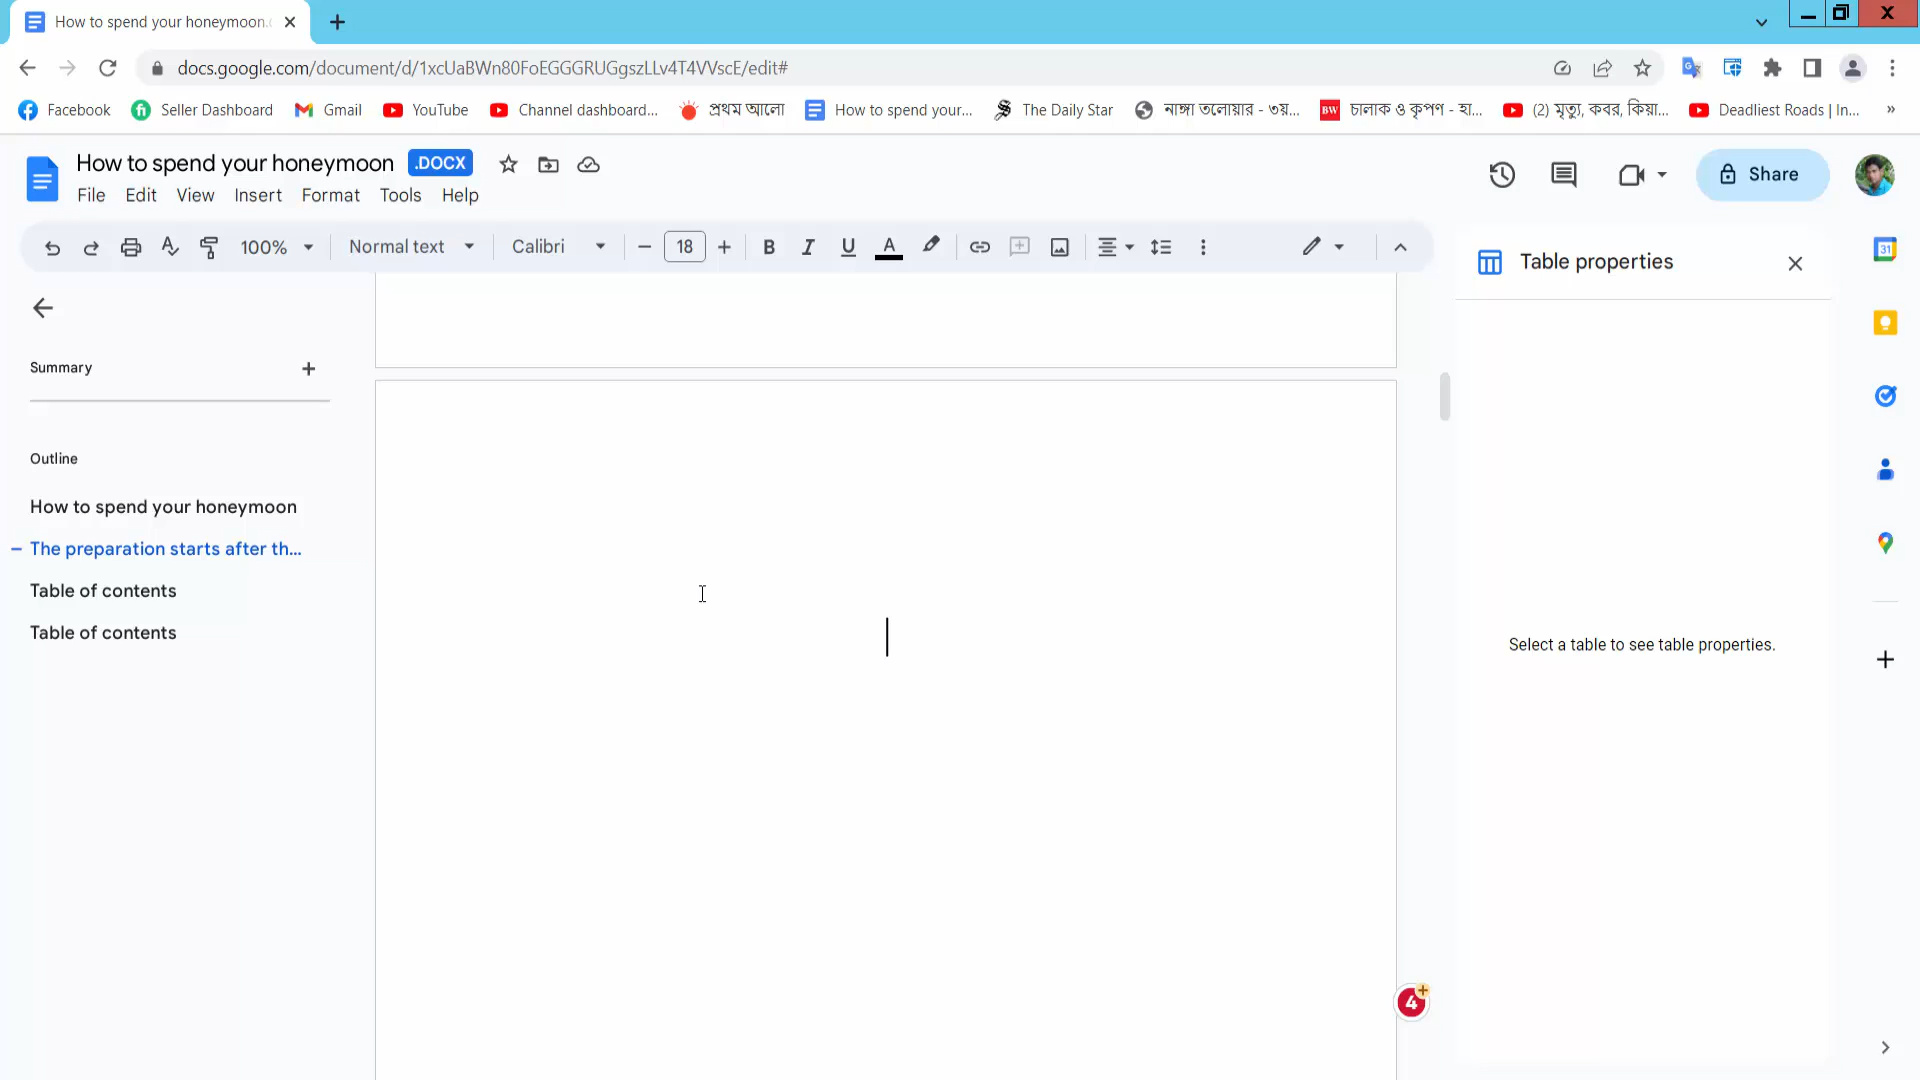 How to spend your honeymoon.
docs.google.com/document/d/1xcUaBWn80FoEGGGRUGgszLLv4T4VVscE/edit#
Facebook Seller Dashboard Gmail YouTube Channel dashboard... প্রথম আলো How to spend your... The Daily Star নাঙ্গা তলোয়ার - ৩য়... BW চালাক ও কৃপণ - হা... (2) মৃত্যু, কবর, কিয়া... Deadliest Roads | In... »
How to spend your honeymoon .DOCX
Share
File Edit View Insert Format Tools Help
100% Normal text Calibri 18 B I U A
Table properties
31
Summary
Outline
How to spend your honeymoon
The preparation starts after th...
Table of contents
Table of contents
Select a table to see table properties.
4